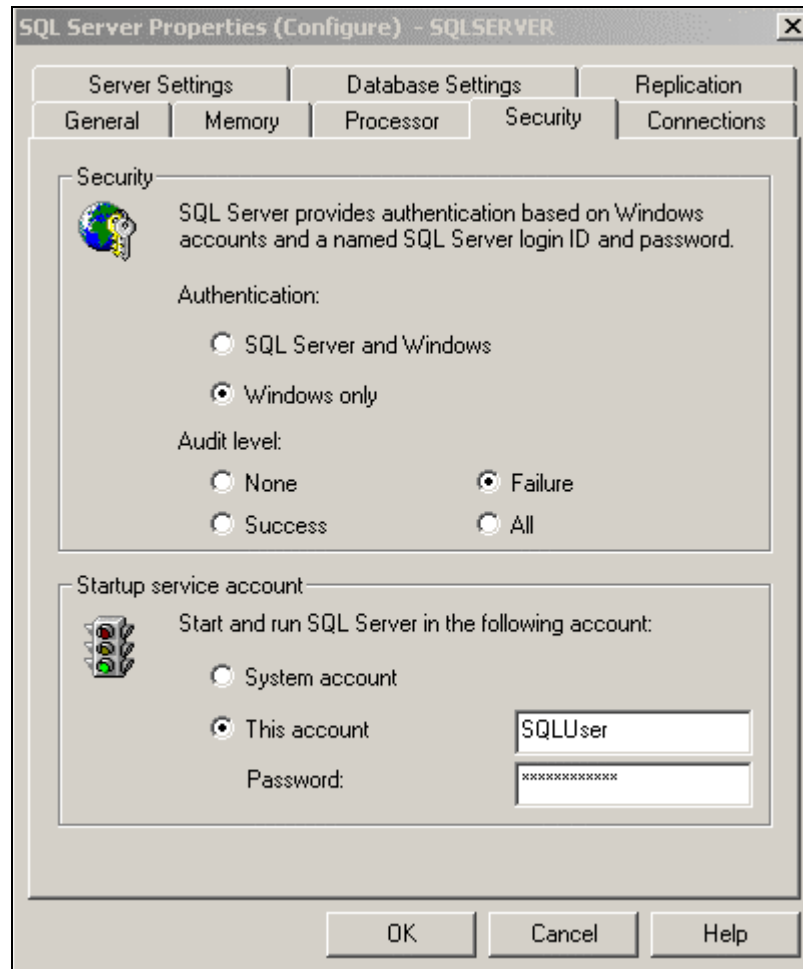 SQL Server Properties (Configure) - SQLSERVER
Server Settings
Database Settings
Replication
General
Memory
Processor
Security
Connections
Security
SQL Server provides authentication based on Windows
accounts and a named SQL Server login ID and password.
Authentication:
SQL Server and Windows
Windows only
Audit level:
None
Failure
Success
All
Startup service account
Start and run SQL Server in the following account:
System account
This account
SQLUser
Password:
************
OK
Cancel
Help